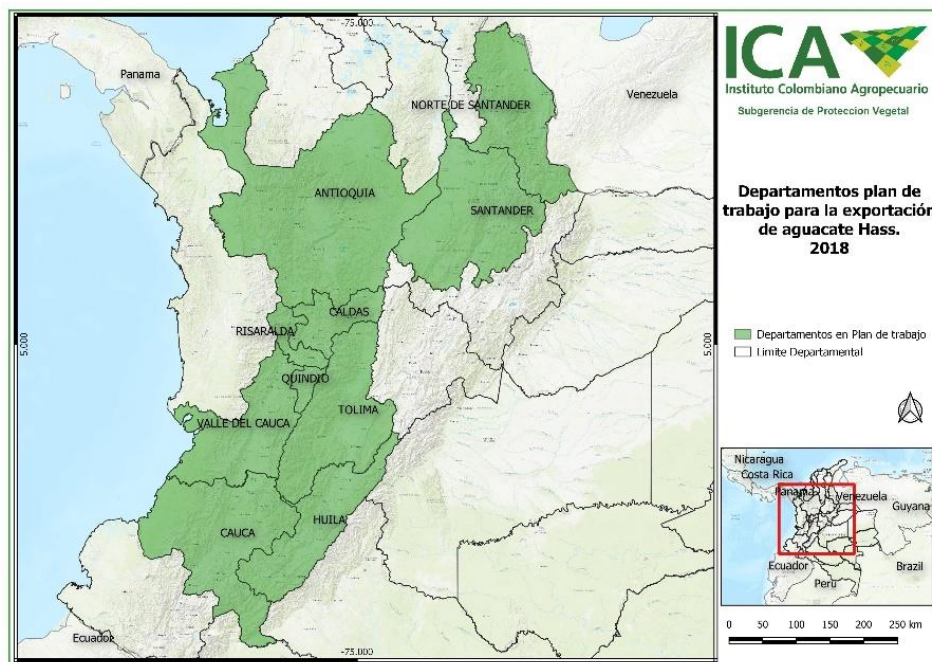 -75.000
Panama
NORTE DE SANTANDER
Venezuela
ANTIOQUIA
SANTANDER
CALDAS
RISARALDA
5.000
5.000
QUINDIO
TOLIMA
VALLE DEL CAUCA
HUILA
CAUCA
Ecuador
-75.000
ICA
Instituto Colombiano Agropecuario
Subgerencia de Proteccion Vegetal
Departamentos plan de
trabajo para la exportación
de aguacate Hass.
2018
Departamentos en Plan de trabajo
Limite Departamental
Nicaragua
Costa Rica
Panama
Venezuela
Guyana
Ecuador
Brazil
Peru
0 50 100 150 200 250 km